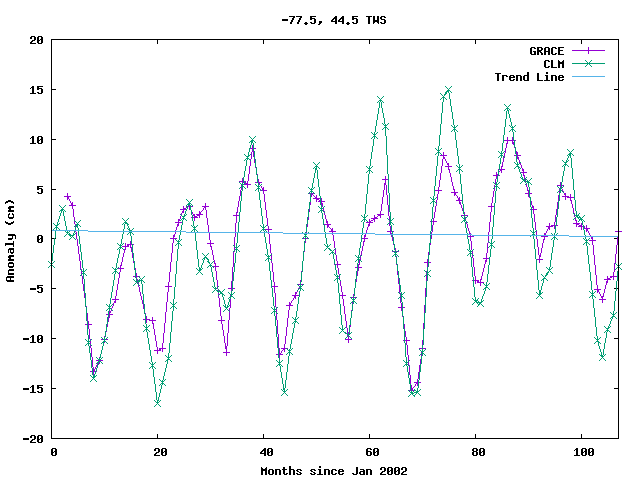 -77.5, 44.5 TWS
GRACE
CLM
Trend Line
20
15
10
5
0
-5
-10
-15
-20
Anomaly (cm)
0 20 40 60 80 100
Months since Jan 2002